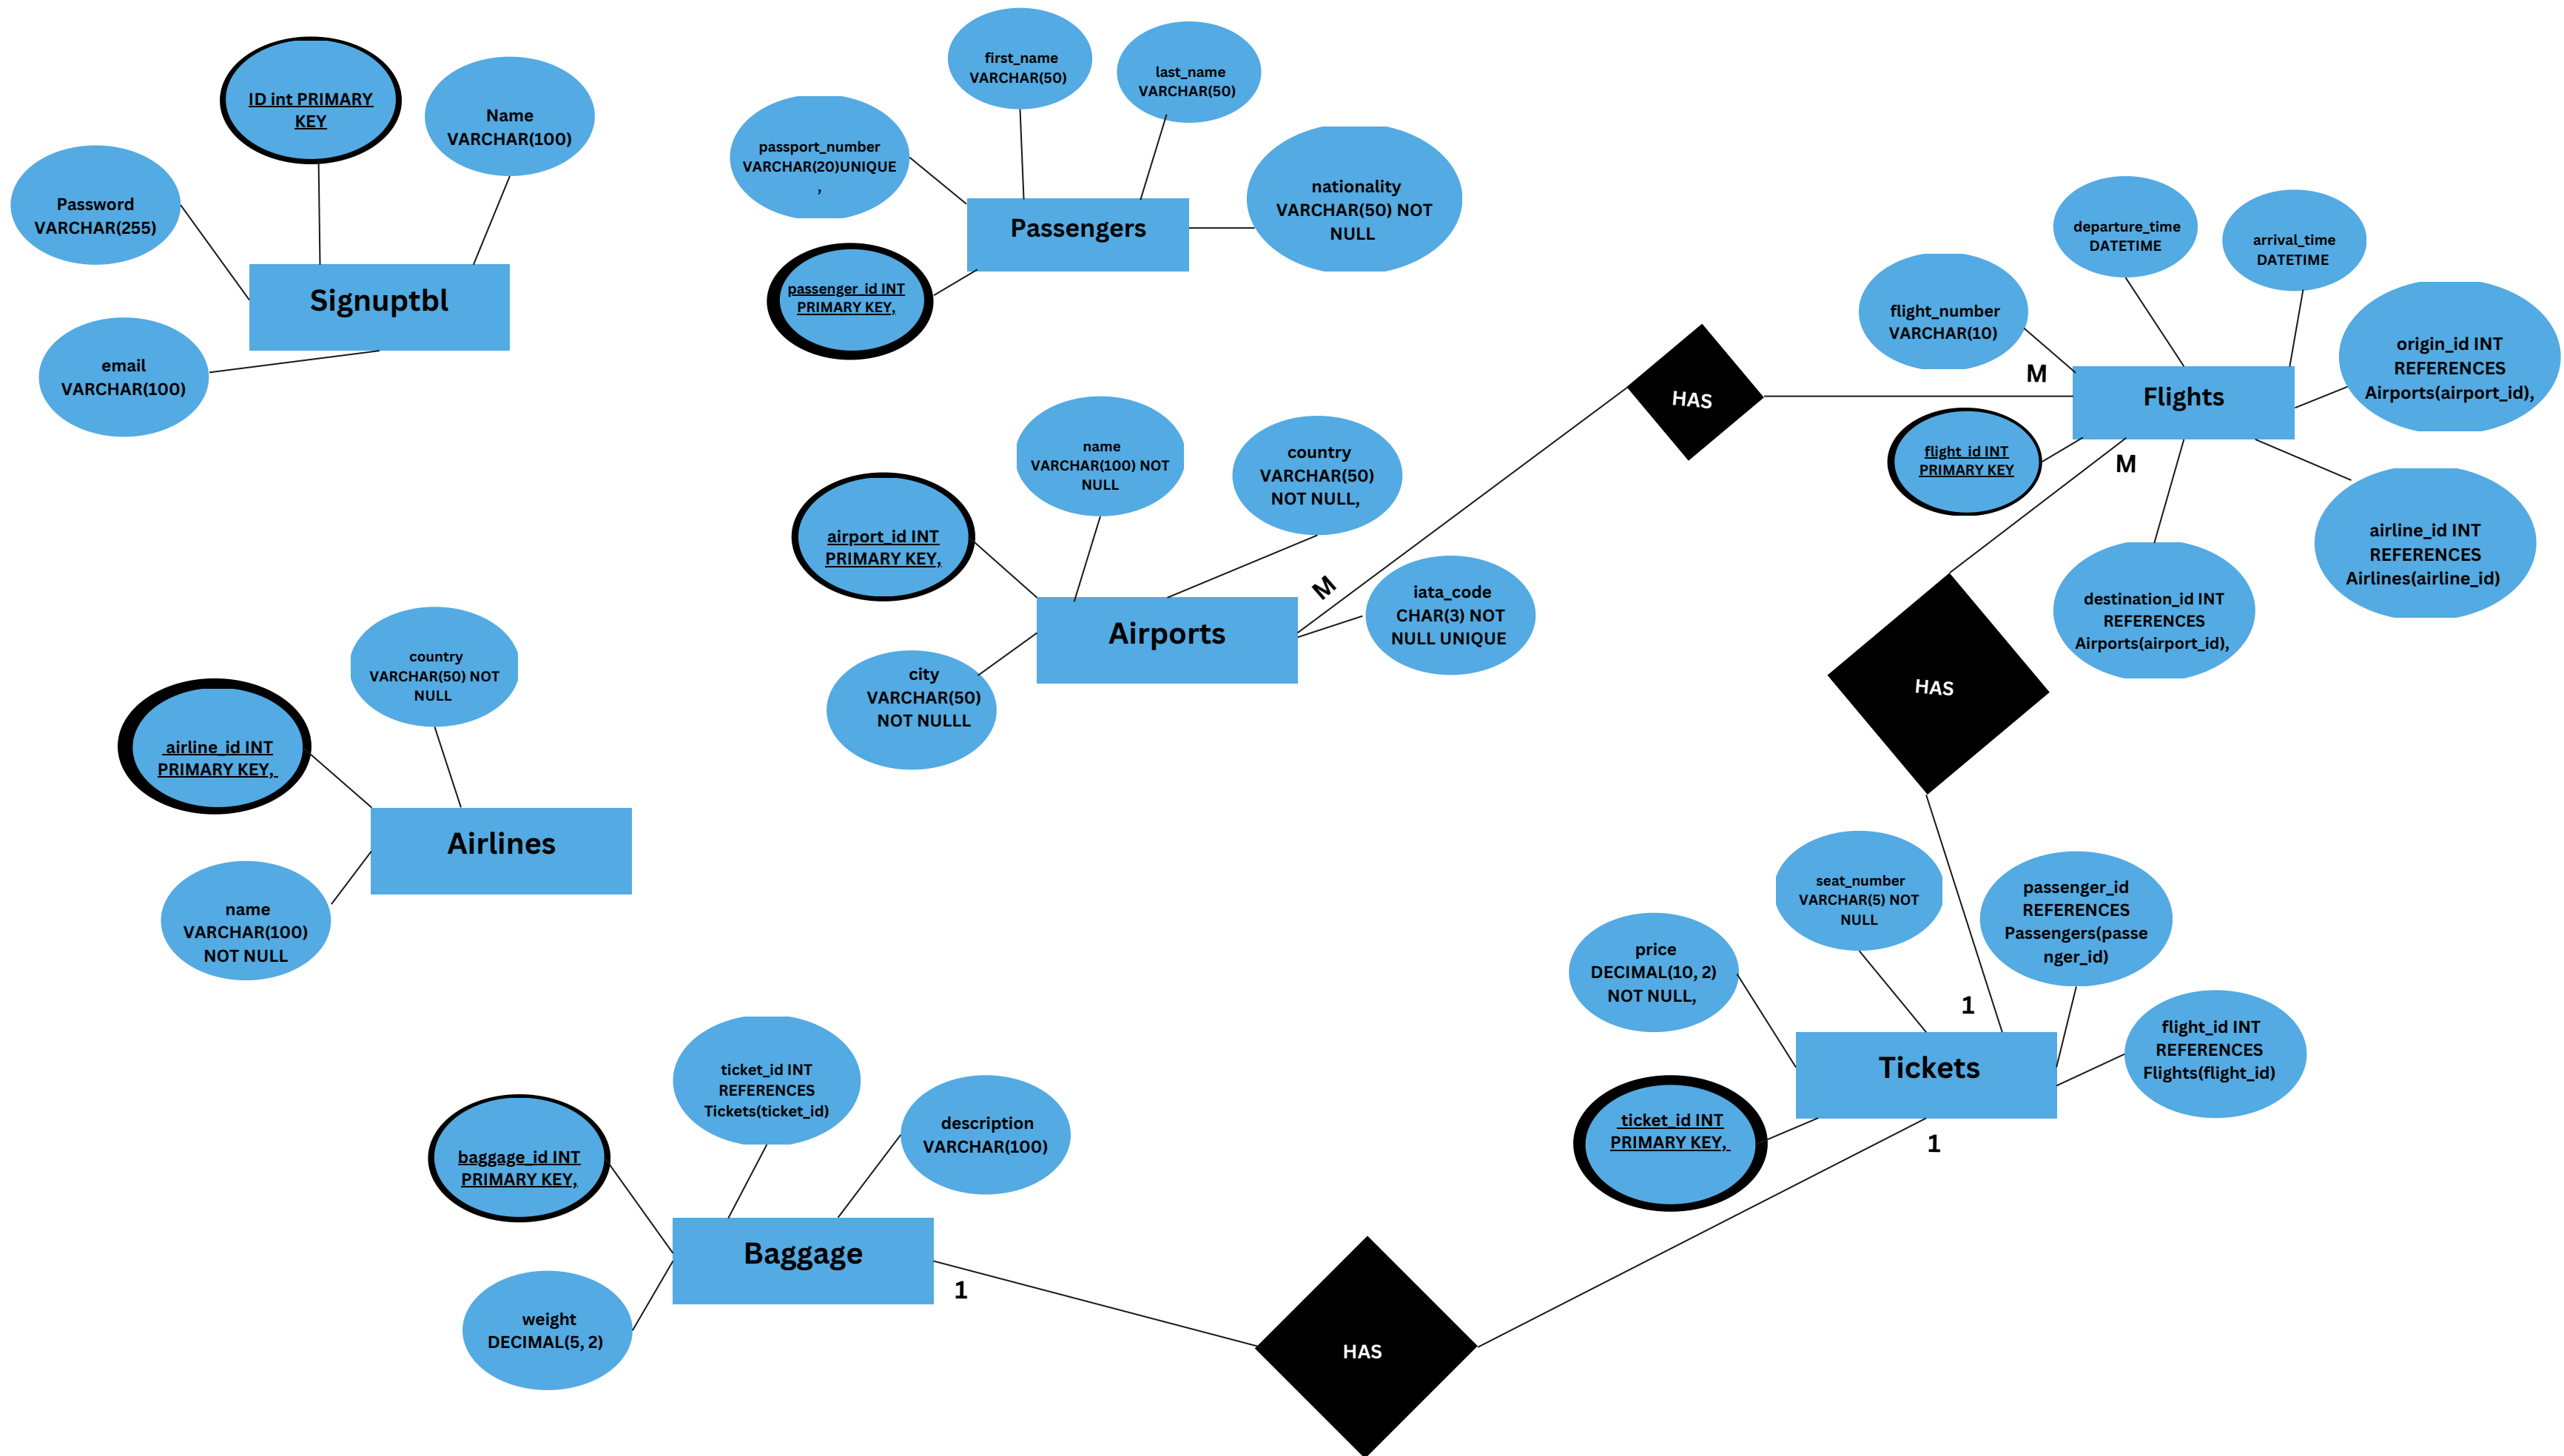 ID int PRIMARY
KEY
Name
VARCHAR(100)
Password
VARCHAR(255)
Signuptbl
email
VARCHAR(100)
first_name
VARCHAR(50)
last_name
VARCHAR(50)
passport_number
VARCHAR(20)UNIQUE
,
nationality
VARCHAR(50) NOT
NULL
Passengers
passenger_id INT
PRIMARY KEY,
departure_time
DATETIME
arrival_time
DATETIME
flight_number
VARCHAR(10)
origin_id INT
REFERENCES
Airports(airport_id),
M
Flights
HAS
flight_id INT
PRIMARY KEY
M
airline_id INT
REFERENCES
Airlines(airline_id)
destination_id INT
REFERENCES
Airports(airport_id),
HAS
name
VARCHAR(100) NOT
NULL
country
VARCHAR(50)
NOT NULL,
airport_id INT
PRIMARY KEY,
M
iata_code
CHAR(3) NOT
NULL UNIQUE
Airports
city
VARCHAR(50)
NOT NULLL
country
VARCHAR(50) NOT
NULL
airline_id INT
PRIMARY KEY,
Airlines
name
VARCHAR(100)
NOT NULL
seat_number
VARCHAR(5) NOT
NULL
passenger_id
REFERENCES
Passengers(passe
nger_id)
price
DECIMAL(10, 2)
NOT NULL,
1
flight_id INT
REFERENCES
Flights(flight_id)
Tickets
ticket_id INT
PRIMARY KEY,
1
ticket_id INT
REFERENCES
Tickets(ticket_id)
description
VARCHAR(100)
baggage_id INT
PRIMARY KEY,
Baggage
1
weight
DECIMAL(5, 2)
HAS